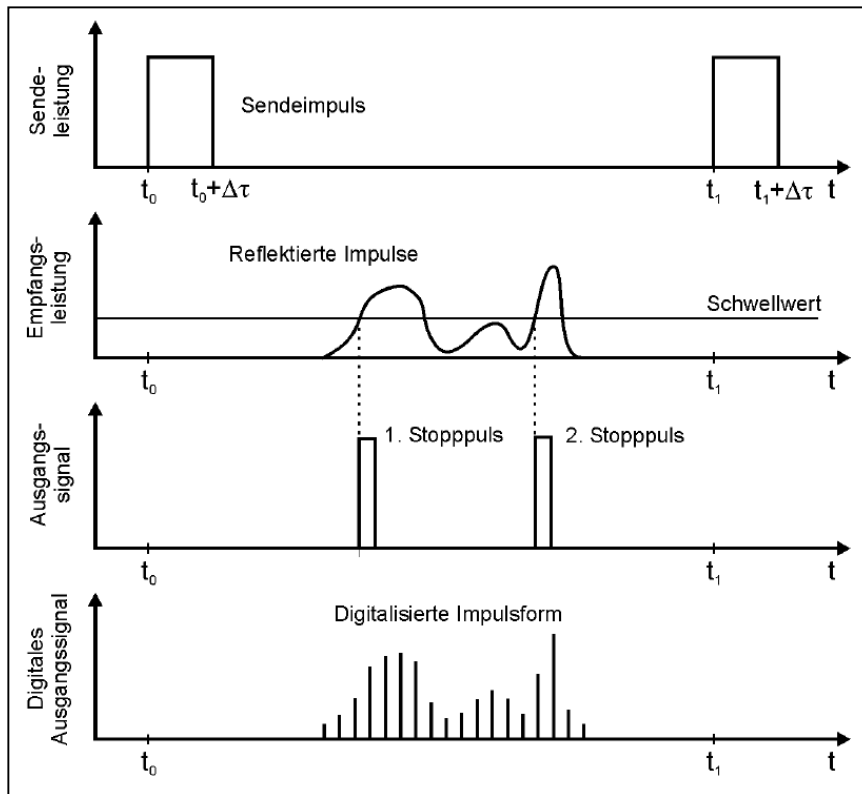 Sende-
leistung
Sendeimpuls
t₀
t₀+Δτ
t₁
t₁+Δτ
t
Empfangs-
leistung
Reflektierte Impulse
Schwellwert
t₀
t₁
t
Ausgangs-
signal
1. Stopppuls
2. Stopppuls
t₀
t₁
t
Digitales
Ausgangssignal
Digitalisierte Impulsform
t₀
t₁
t